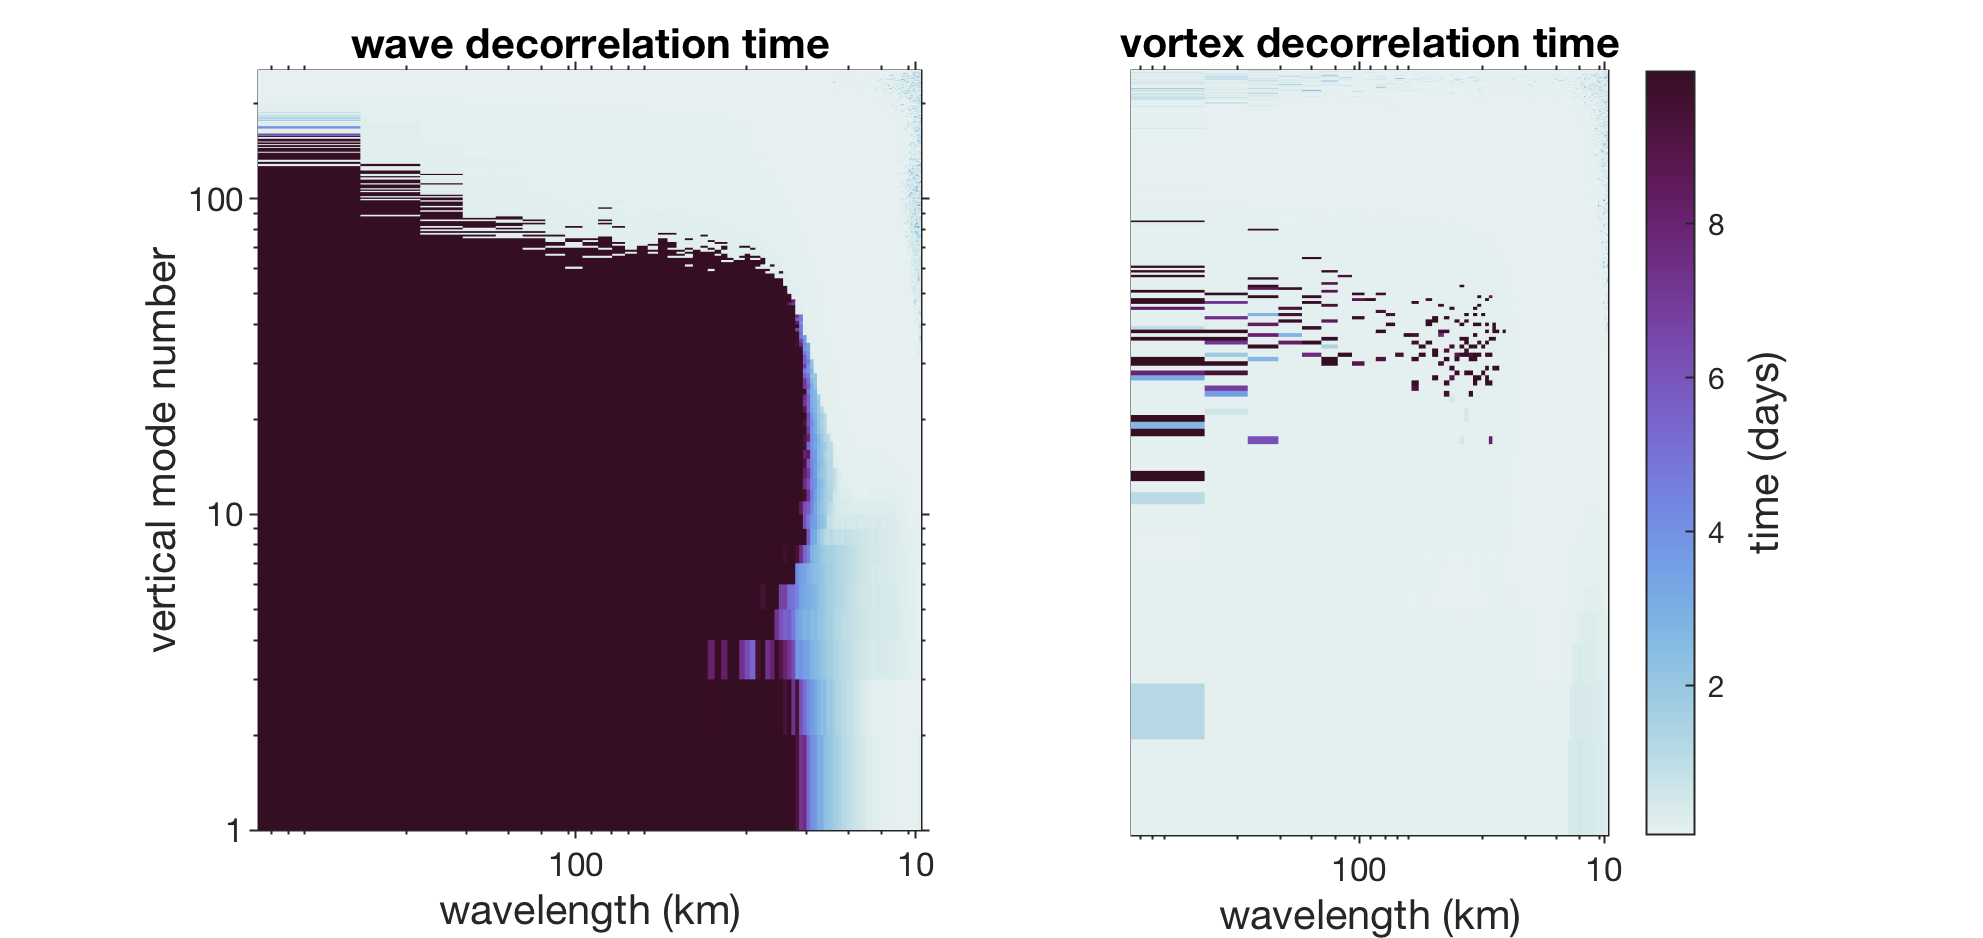 wave decorrelation time
vortex decorrelation time
vertical mode number
100
10
1
100
10
wavelength (km)
100
10
wavelength (km)
8
6
4
2
time (days)